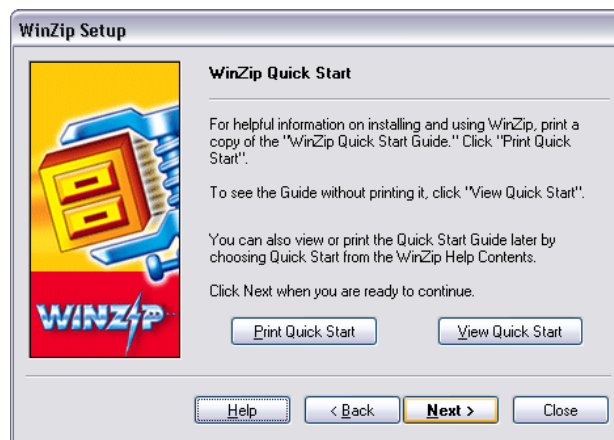 WinZip Setup
WinZip Quick Start
For helpful information on installing and using WinZip, print a
copy of the "WinZip Quick Start Guide." Click "Print Quick
Start".
To see the Guide without printing it, click "View Quick Start".
You can also view or print the Quick Start Guide later by
choosing Quick Start from the WinZip Help Contents.
Click Next when you are ready to continue.
WINZIP
Print Quick Start
View Quick Start
Help
< Back
Next >
Close